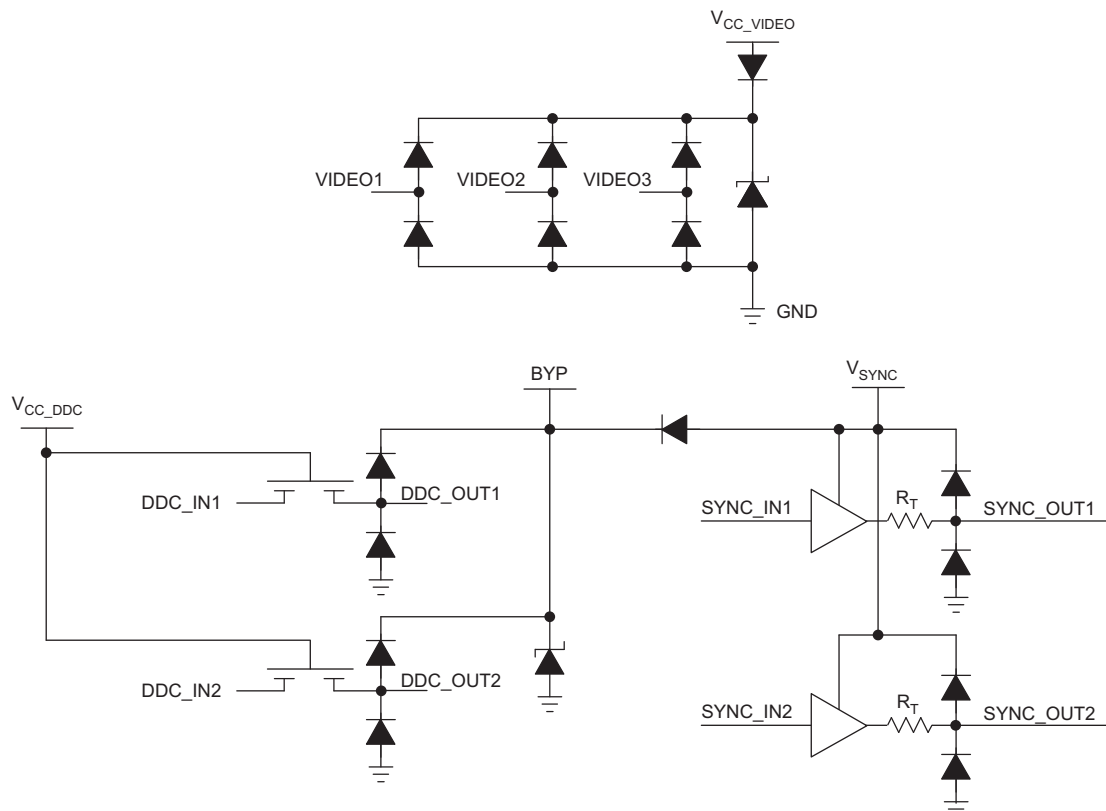 V_CC_VIDEO
VIDEO1
VIDEO2
VIDEO3
GND
BYP
V_SYNC
V_CC_DDC
DDC_IN1
DDC_OUT1
SYNC_IN1
R_T
SYNC_OUT1
DDC_IN2
DDC_OUT2
SYNC_IN2
R_T
SYNC_OUT2